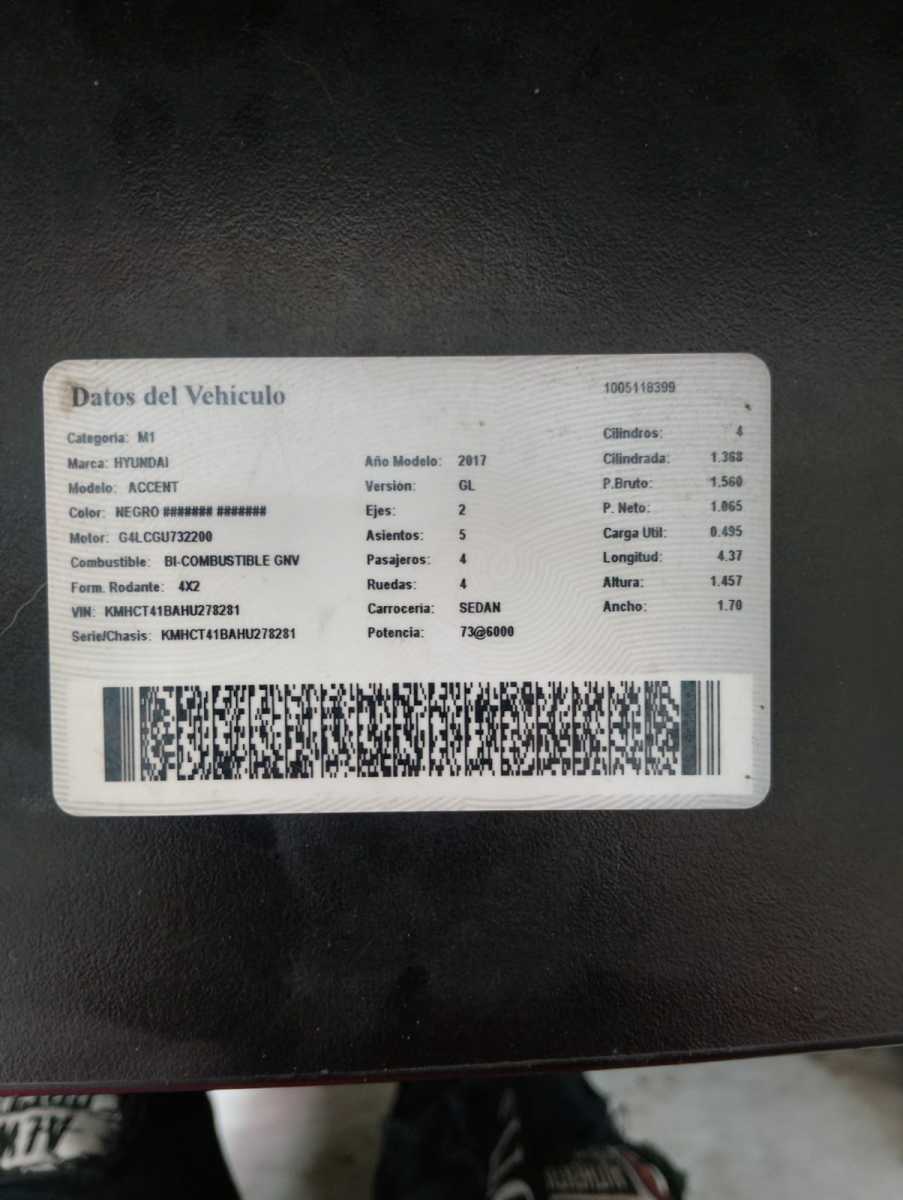 Datos del Vehiculo
1005118399
Categoria: M1
Marca: HYUNDAI
Modelo: ACCENT
Color: NEGRO ####### #######
Motor: G4LCGU732200
Combustible: BI-COMBUSTIBLE GNV
Form. Rodante: 4X2
VIN: KMHCT41BAHU278281
Serie/Chasis: KMHCT41BAHU278281
Año Modelo: 2017
Versión: GL
Ejes: 2
Asientos: 5
Pasajeros: 4
Ruedas: 4
Carrocería: SEDAN
Potencia: 73@6000
Cilindros: 4
Cilindrada: 1.368
P.Bruto: 1.560
P. Neto: 1.065
Carga Util: 0.495
Longitud: 4.37
Altura: 1.457
Ancho: 1.70